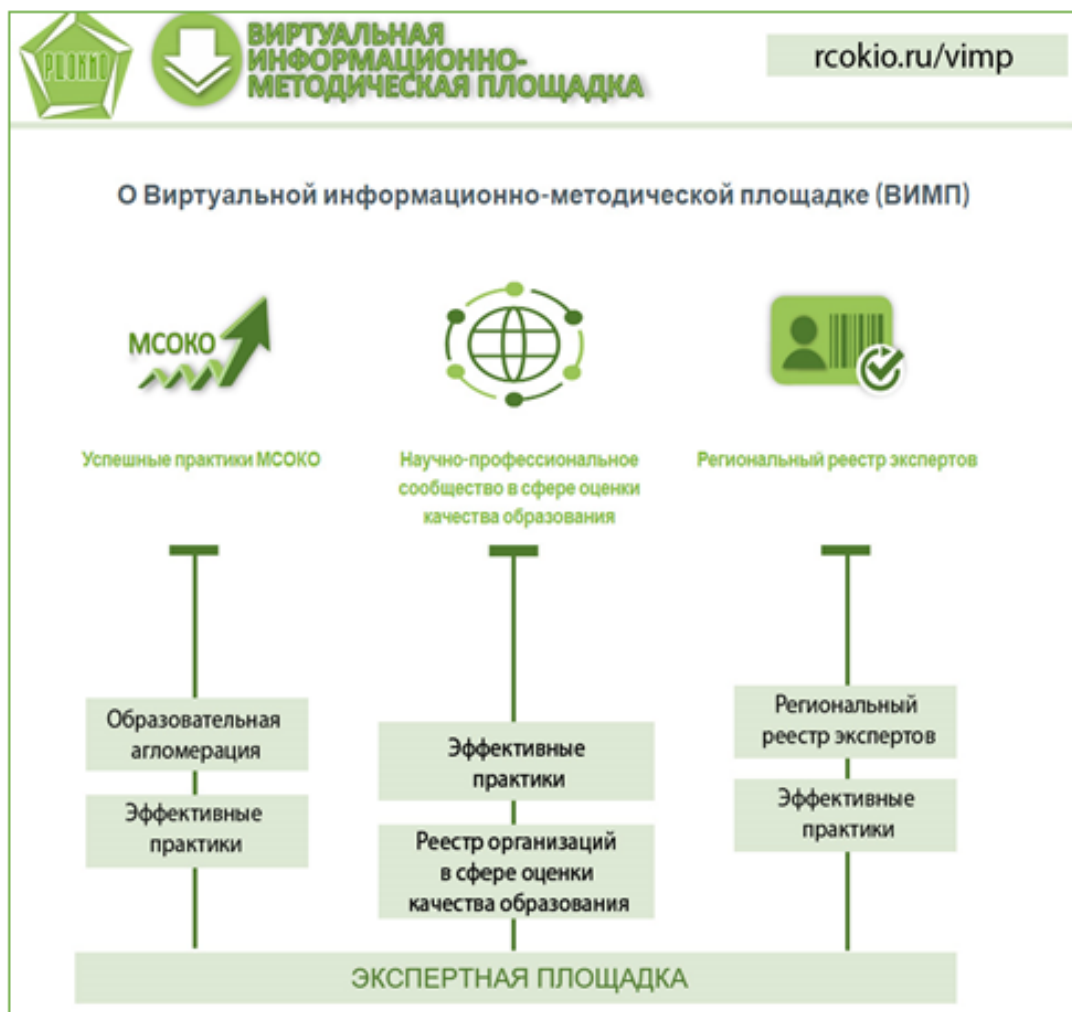 РЦОКИО
ВИРТУАЛЬНАЯ
ИНФОРМАЦИОННО-
МЕТОДИЧЕСКАЯ ПЛОЩАДКА
rcokio.ru/vimp
О Виртуальной информационно-методической площадке (ВИМП)
МСОКО
Успешные практики МСОКО
Научно-профессиональное
сообщество в сфере оценки
качества образования
Региональный реестр экспертов
Образовательная
агломерация
Эффективные
практики
Эффективные
практики
Реестр организаций
в сфере оценки
качества образования
Региональный
реестр экспертов
Эффективные
практики
ЭКСПЕРТНАЯ ПЛОЩАДКА